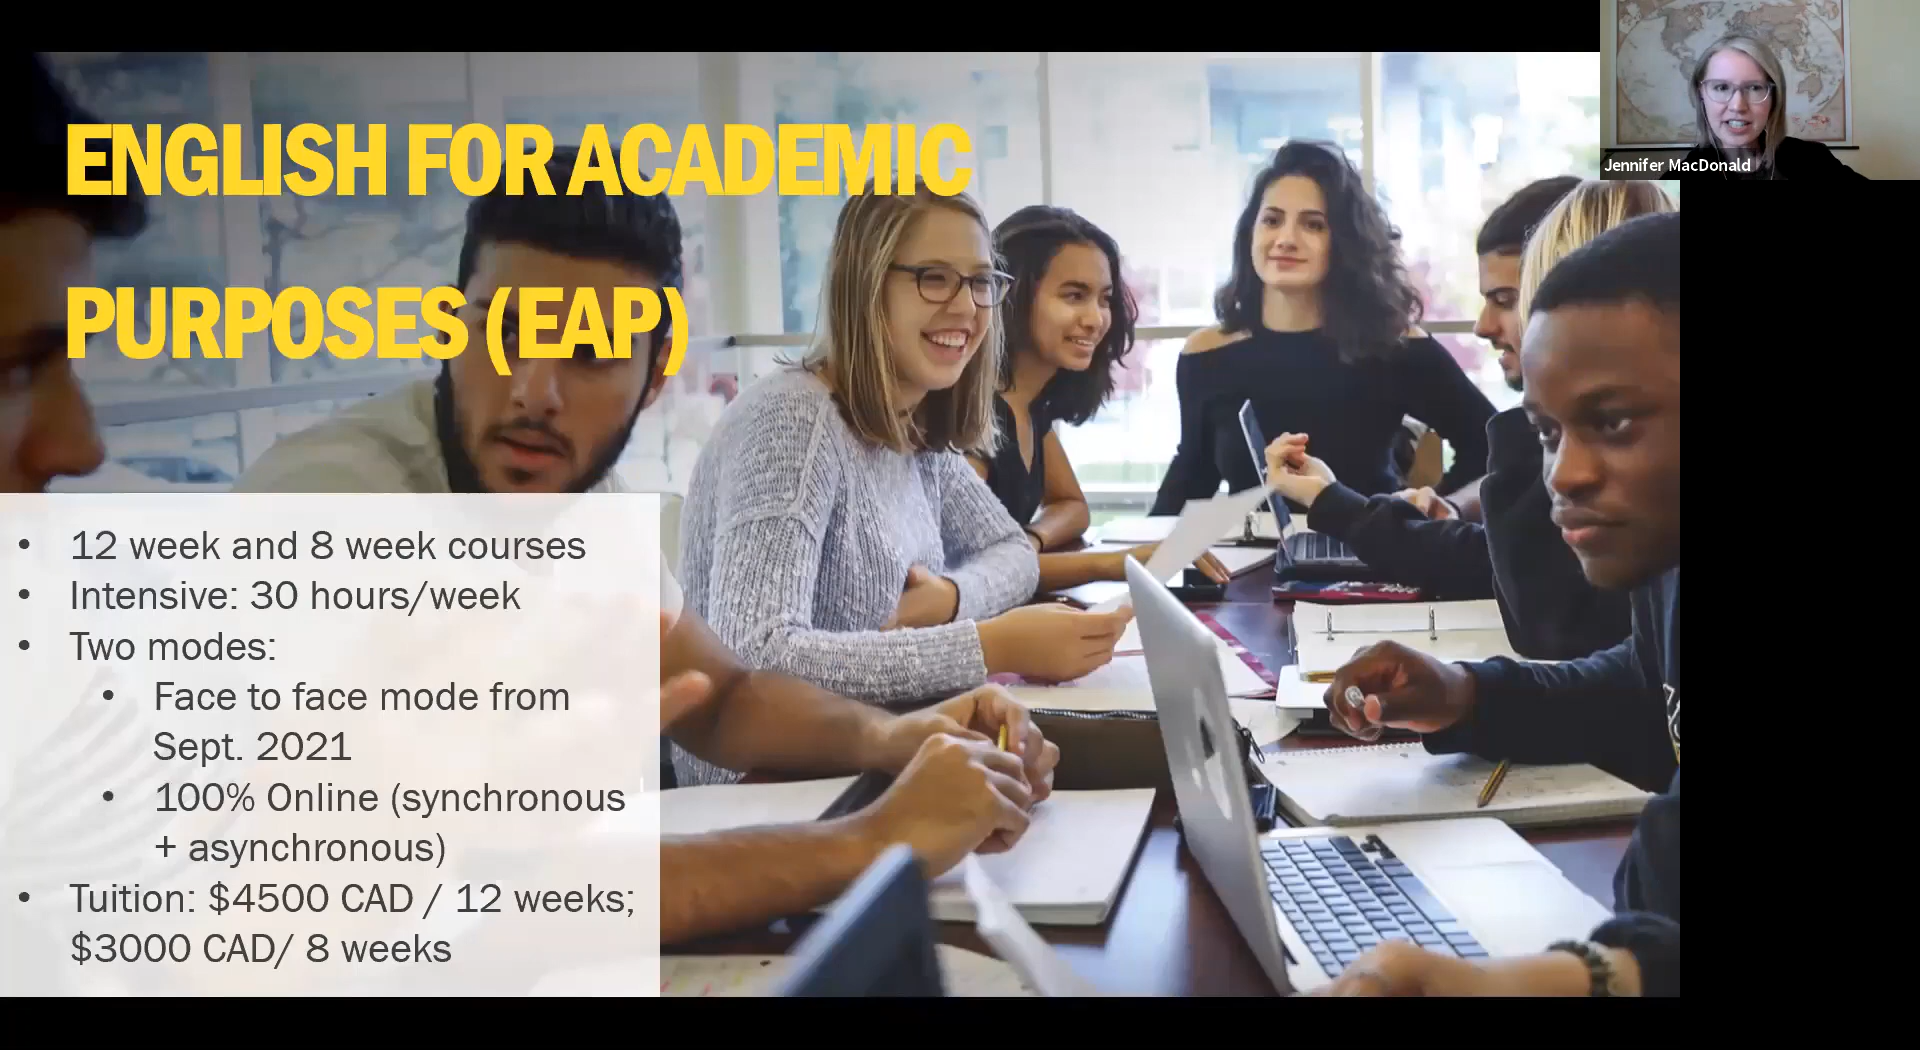 ENGLISH FOR ACADEMIC
PURPOSES (EAP)
• 12 week and 8 week courses
• Intensive: 30 hours/week
• Two modes:
• Face to face mode from
Sept. 2021
• 100% Online (synchronous
+ asynchronous)
• Tuition: $4500 CAD / 12 weeks;
$3000 CAD/ 8 weeks
Jennifer MacDonald